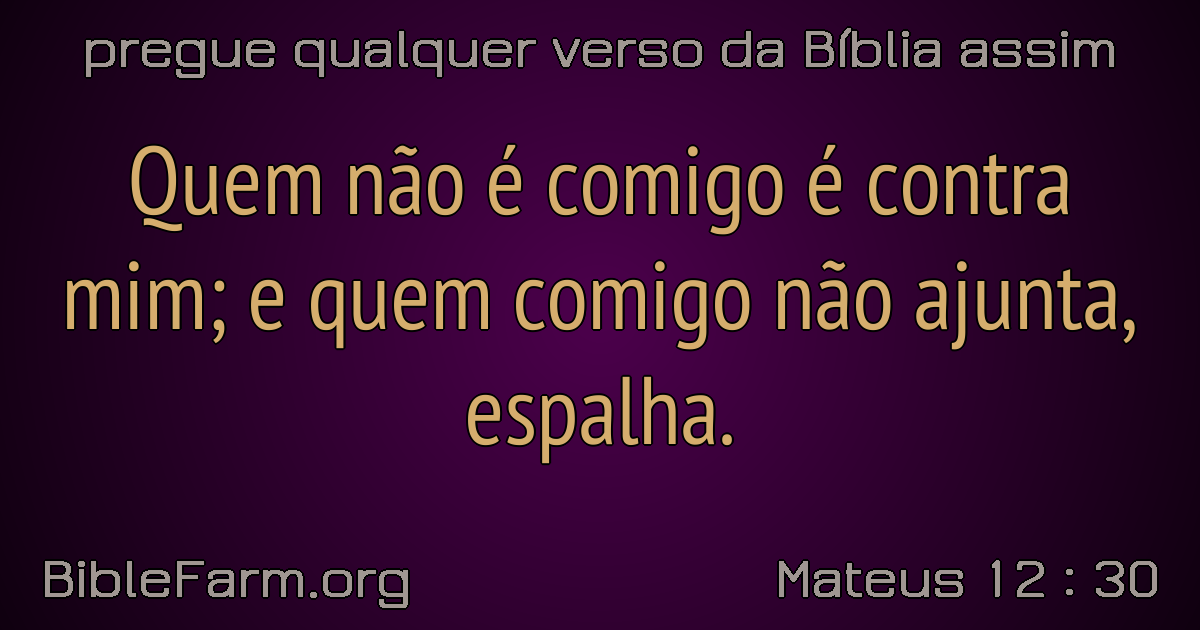 pregue qualquer verso da Bíblia assim
Quem não é comigo é contra
mim; e quem comigo não ajunta,
espalha.
BibleFarm.org
Mateus 12 : 30